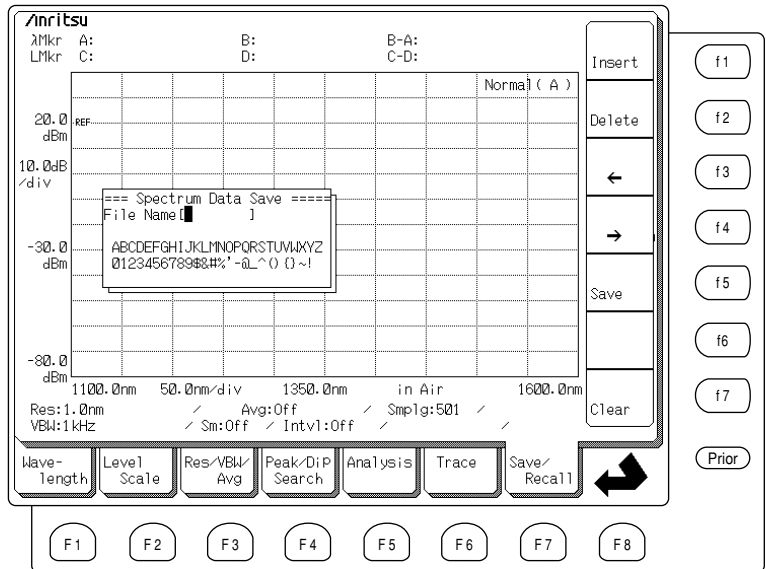 Anritsu
λMkr A: B: B-A:
LMkr C: D: C-D:
Normal( A )
20.0
dBm
REF
10.0dB
/div
-30.0
dBm
-80.0
dBm
=== Spectrum Data Save =====
File Name[ ]
ABCDEFGHIJKLMNOPQRSTUVWXYZ
0123456789$&#%'-@_^(){}~!
1100.0nm 50.0nm/div 1350.0nm in Air 1600.0nm
Res:1.0nm / Avg:Off / Smplg:501 /
VBW:1kHz / Sm:Off / Intvl:Off / /
Insert
Delete
←
→
Save
Clear
f1
f2
f3
f4
f5
f6
f7
Prior
Wave-
length
Level
Scale
Res/VBW/
Avg
Peak/Dip
Search
Analysis
Trace
Save/
Recall
F1
F2
F3
F4
F5
F6
F7
F8